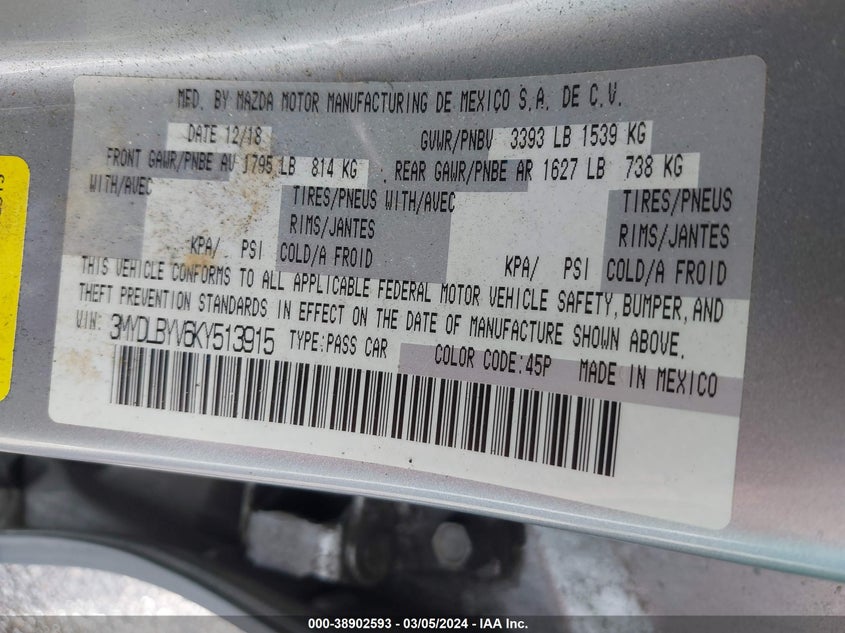 MFD. BY MAZDA MOTOR MANUFACTURING DE MEXICO S.A. DE C.V.
DATE 12/18 GVWR/PNBV 3393 LB 1539 KG
FRONT GAWR/PNBE AV 1795 LB 814 KG . REAR GAWR/PNBE AR 1627 LB 738 KG
WITH/AVEC TIRES/PNEUS WITH/AVEC TIRES/PNEUS
RIMS/JANTES RIMS/JANTES
KPA/ PSI COLD/A FROID KPA/ PSI COLD/A FROID
THIS VEHICLE CONFORMS TO ALL APPLICABLE FEDERAL MOTOR VEHICLE SAFETY, BUMPER, AND
THEFT PREVENTION STANDARDS IN EFFECT ON THE DATE OF MANUFACTURE SHOWN ABOVE.
VIN: 3MYDLBYV6KY513915 TYPE:PASS CAR COLOR CODE:45P MADE IN MEXICO
000-38902593 - 03/05/2024 - IAA Inc.